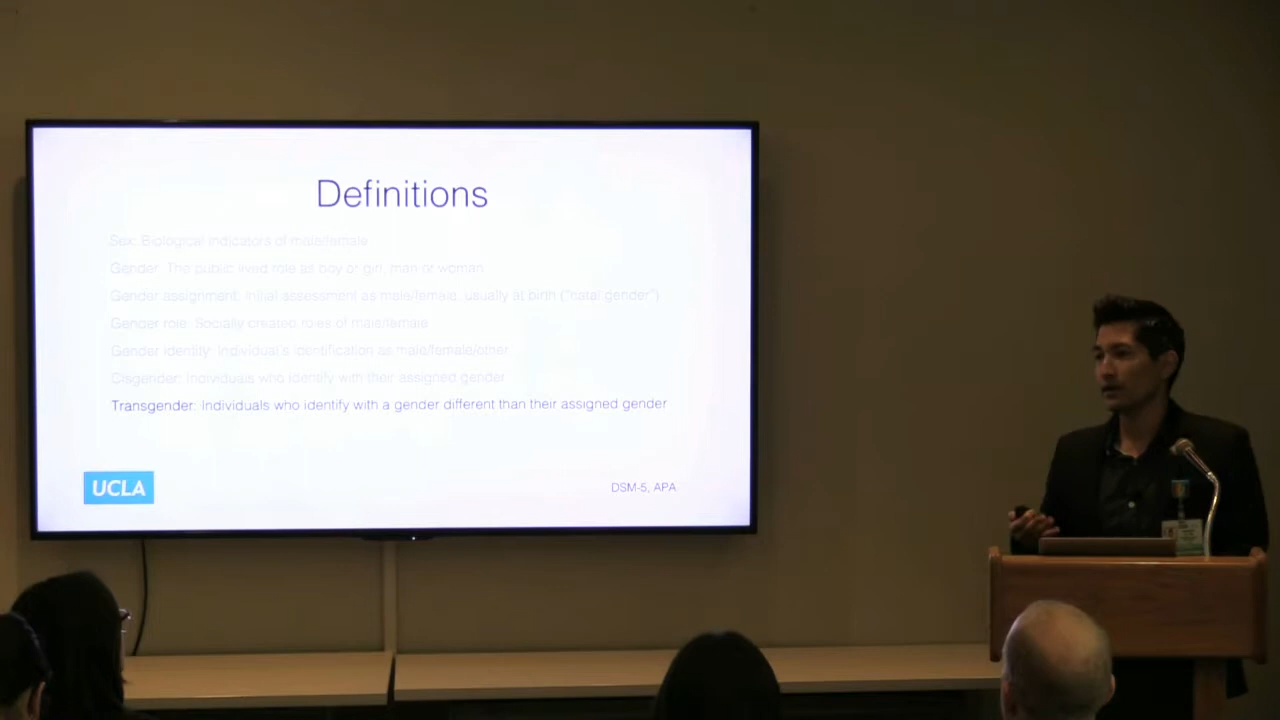 Definitions
Sex: Biological indicators of male/female
Gender: The public lived role as boy or girl, man or woman
Gender assignment: Initial assessment as male/female, usually at birth ("natal gender")
Gender role: Socially created roles of male/female
Gender identity: Individual's identification as male/female/other
Cisgender: Individuals who identify with their assigned gender
Transgender: Individuals who identify with a gender different than their assigned gender
UCLA
DSM-5, APA